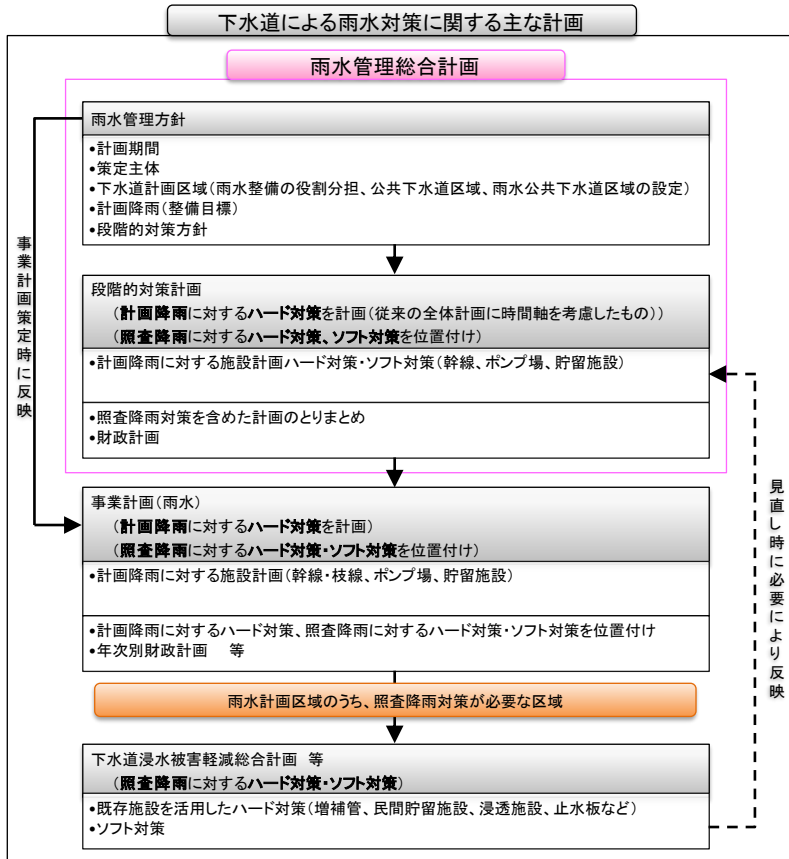 下水道による雨水対策に関する主な計画
雨水管理総合計画
雨水管理方針
•計画期間
•策定主体
•下水道計画区域(雨水整備の役割分担、公共下水道区域、雨水公共下水道区域の設定)
•計画降雨(整備目標)
•段階的対策方針
事業計画策定時に反映
段階的対策計画
(計画降雨に対するハード対策を計画(従来の全体計画に時間軸を考慮したもの))
(照査降雨に対するハード対策、ソフト対策を位置付け)
•計画降雨に対する施設計画ハード対策・ソフト対策(幹線、ポンプ場、貯留施設)
•照査降雨対策を含めた計画のとりまとめ
•財政計画
事業計画(雨水)
(計画降雨に対するハード対策を計画)
(照査降雨に対するハード対策・ソフト対策を位置付け)
•計画降雨に対する施設計画(幹線・枝線、ポンプ場、貯留施設)
•計画降雨に対するハード対策、照査降雨に対するハード対策・ソフト対策を位置付け
•年次別財政計画 等
見直し時に必要により反映
雨水計画区域のうち、照査降雨対策が必要な区域
下水道浸水被害軽減総合計画 等
(照査降雨に対するハード対策・ソフト対策)
•既存施設を活用したハード対策(増補管、民間貯留施設、浸透施設、止水板など)
•ソフト対策